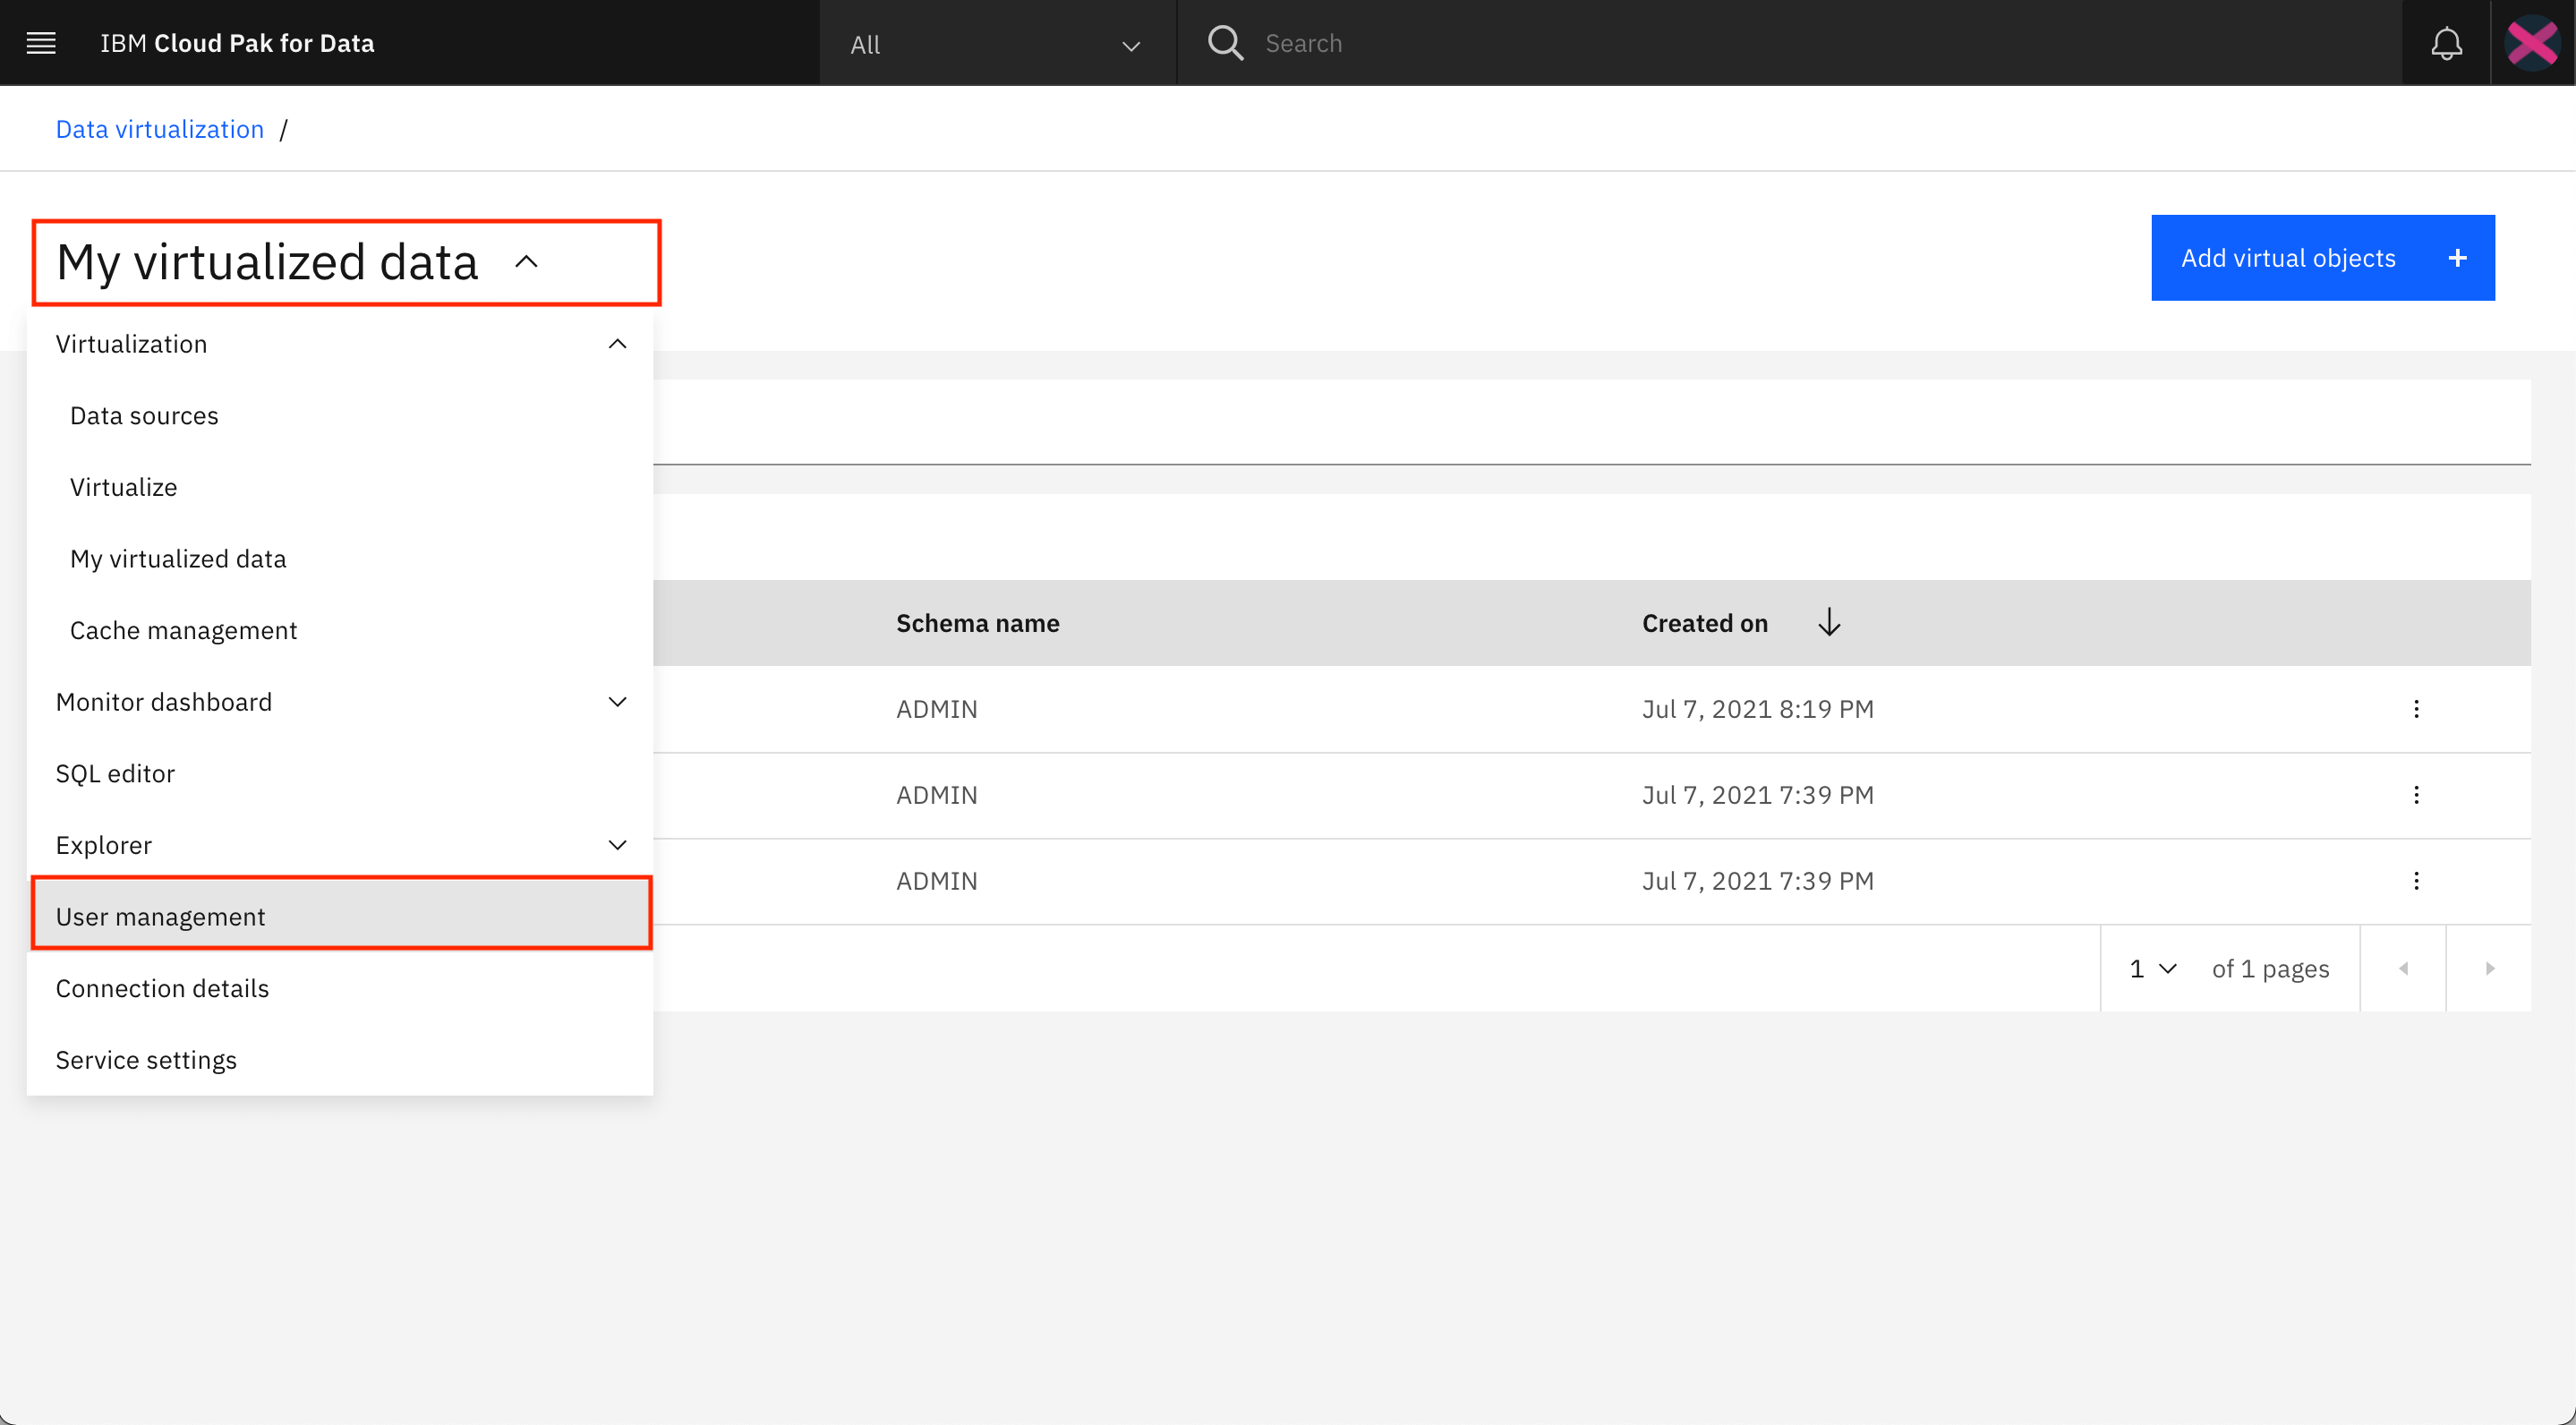 IBM Cloud Pak for Data
All
Search
Data virtualization /
My virtualized data
Add virtual objects +
Virtualization
Data sources
Virtualize
My virtualized data
Cache management
Monitor dashboard
SQL editor
Explorer
User management
Connection details
Service settings
Schema name Created on
ADMIN Jul 7, 2021 8:19 PM
ADMIN Jul 7, 2021 7:39 PM
ADMIN Jul 7, 2021 7:39 PM
1 of 1 pages